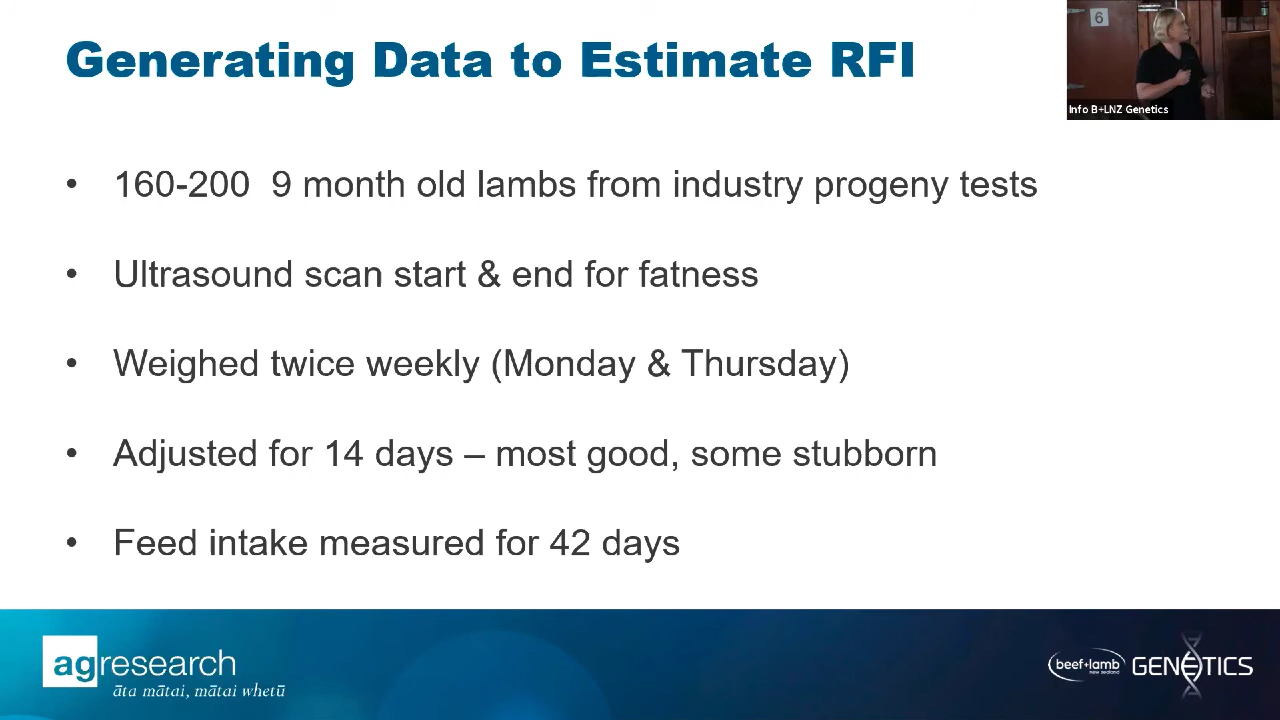 Generating Data to Estimate RFI
6
Info B+LNZ Genetics
• 160-200  9 month old lambs from industry progeny tests
• Ultrasound scan start & end for fatness
• Weighed twice weekly (Monday & Thursday)
• Adjusted for 14 days – most good, some stubborn
• Feed intake measured for 42 days
agresearch
āta mātai, mātai whetū
beef+lamb
new zealand
GENETICS